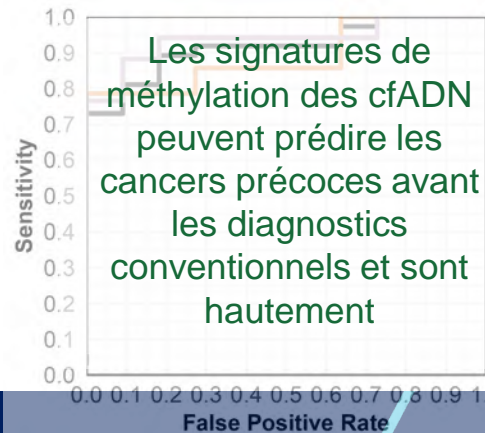 1.0
0.9
0.8
0.7
0.6
0.5
0.4
0.3
0.2
0.1
0.0
Sensitivity
Les signatures de
méthylation des cfADN
peuvent prédire les
cancers précoces avant
les diagnostics
conventionnels et sont
hautement
0.0 0.1 0.2 0.3 0.4 0.5 0.6 0.7 0.8 0.9
False Positive Rate